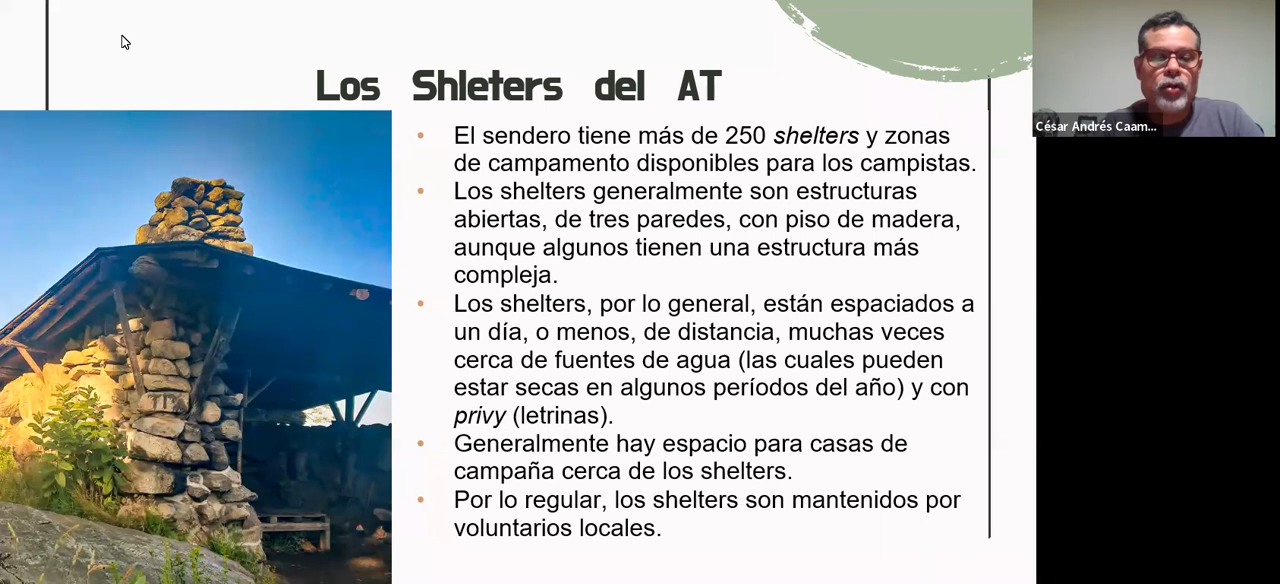 Los Shleters del AT
César Andrés Caam...
• El sendero tiene más de 250 shelters y zonas
de campamento disponibles para los campistas.
• Los shelters generalmente son estructuras
abiertas, de tres paredes, con piso de madera,
aunque algunos tienen una estructura más
compleja.
• Los shelters, por lo general, están espaciados a
un día, o menos, de distancia, muchas veces
cerca de fuentes de agua (las cuales pueden
estar secas en algunos períodos del año) y con
privy (letrinas).
• Generalmente hay espacio para casas de
campaña cerca de los shelters.
• Por lo regular, los shelters son mantenidos por
voluntarios locales.